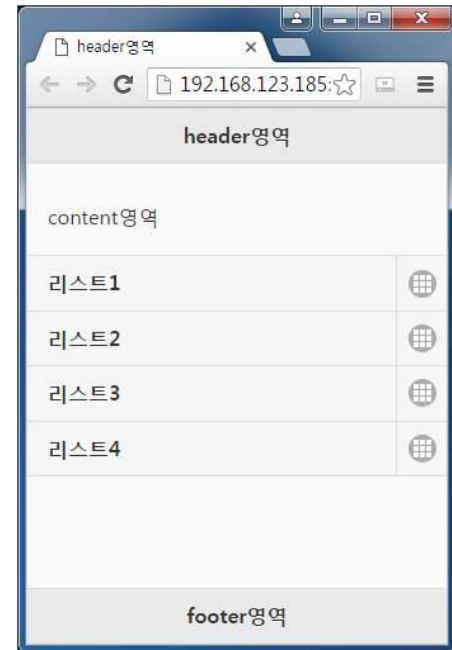 header영역
192.168.123.185:
header영역
content영역
리스트1
리스트2
리스트3
리스트4
footer영역